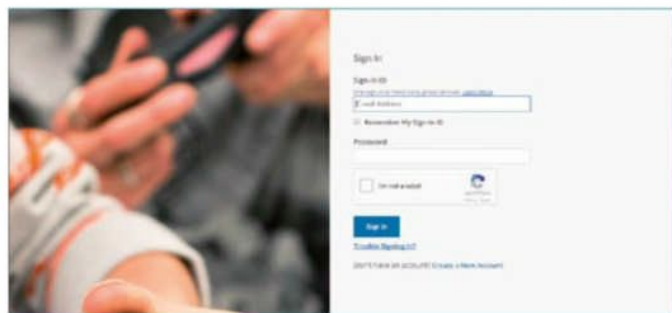 Sign In
Sign-In ID
Email Address
Remember My Sign-In ID
Password
I'm not a robot
Sign In
Trouble Signing In?
Don't have an account? Create a New Account